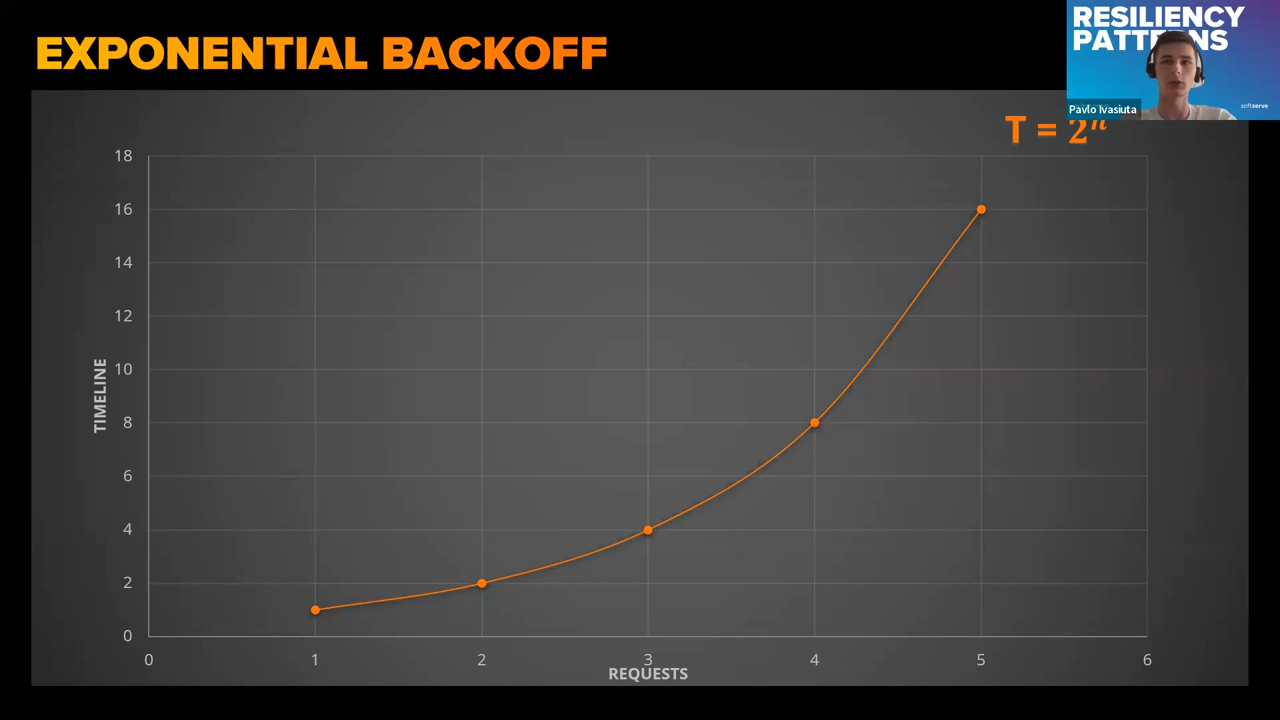 EXPONENTIAL BACKOFF
RESILIENCY
PATTERNS
Pavlo Ivasiuta
softserve
T = 2ⁿ
18
16
14
12
10
8
6
4
2
0
TIMELINE
0 1 2 3 4 5 6
REQUESTS